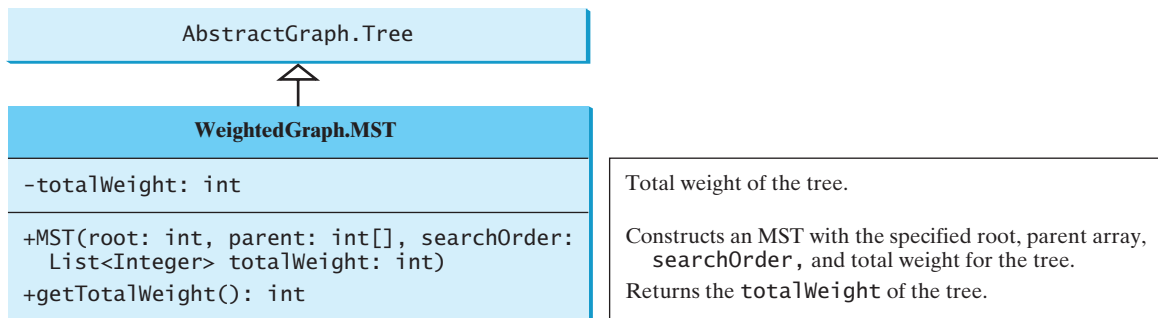 AbstractGraph.Tree
WeightedGraph.MST
-totalWeight: int
Total weight of the tree.
+MST(root: int, parent: int[], searchOrder:
List<Integer> totalWeight: int)
Constructs an MST with the specified root, parent array,
searchOrder, and total weight for the tree.
+getTotalWeight(): int
Returns the totalWeight of the tree.